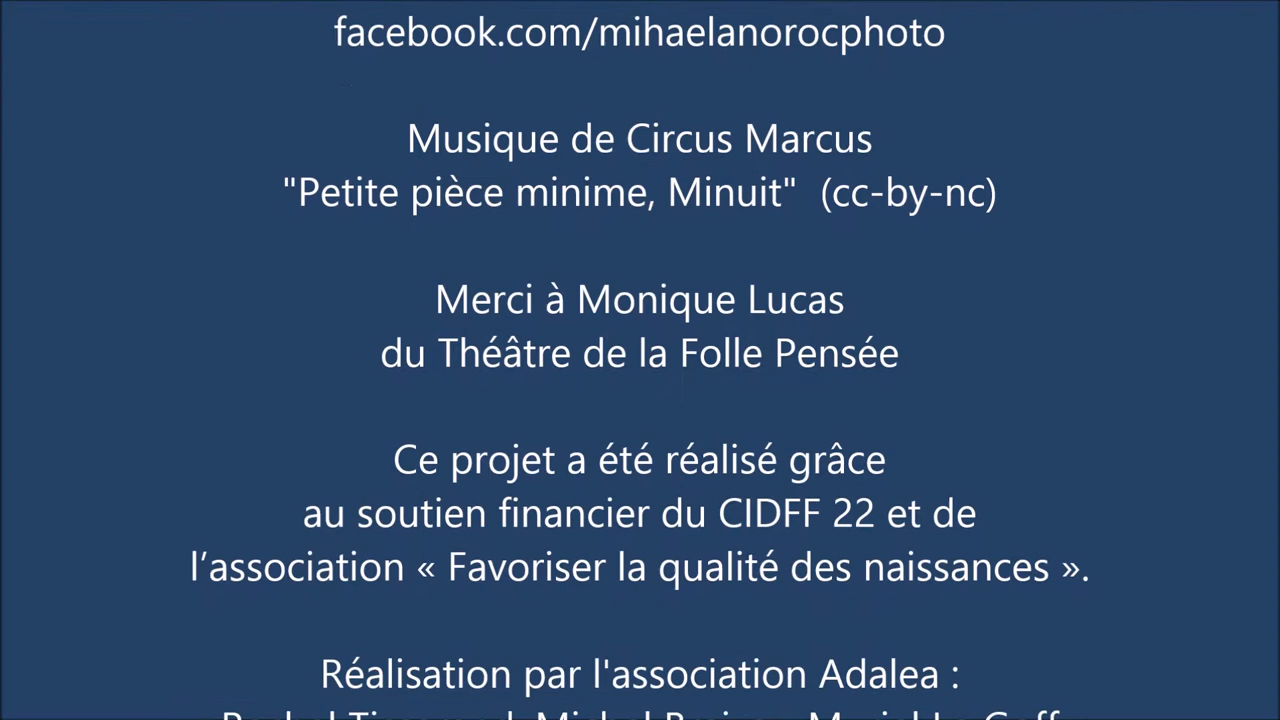 facebook.com/mihaelanorocphoto
Musique de Circus Marcus
"Petite pièce minime, Minuit" (cc-by-nc)
Merci à Monique Lucas
du Théâtre de la Folle Pensée
Ce projet a été réalisé grâce
au soutien financier du CIDFF 22 et de
l’association « Favoriser la qualité des naissances ».
Réalisation par l'association Adalea :